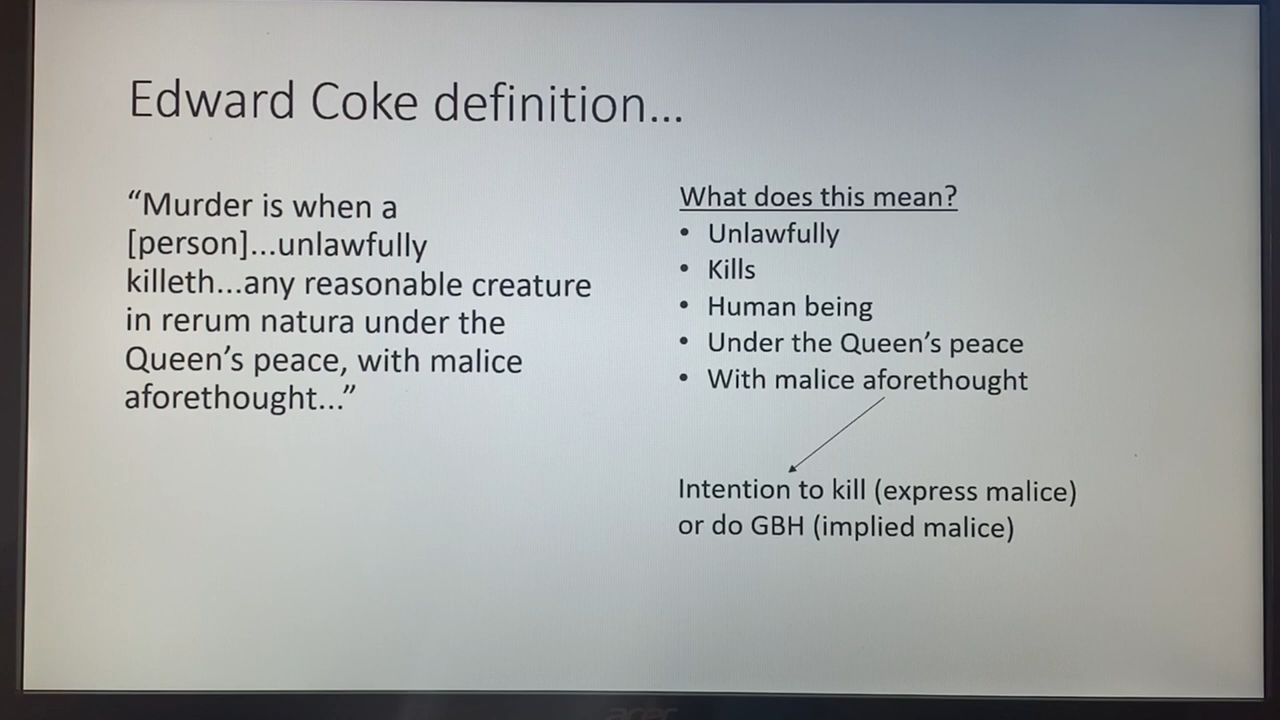 Edward Coke definition...
“Murder is when a
[person]...unlawfully
killeth...any reasonable creature
in rerum natura under the
Queen’s peace, with malice
aforethought...”
What does this mean?
• Unlawfully
• Kills
• Human being
• Under the Queen’s peace
• With malice aforethought
Intention to kill (express malice)
or do GBH (implied malice)
acer